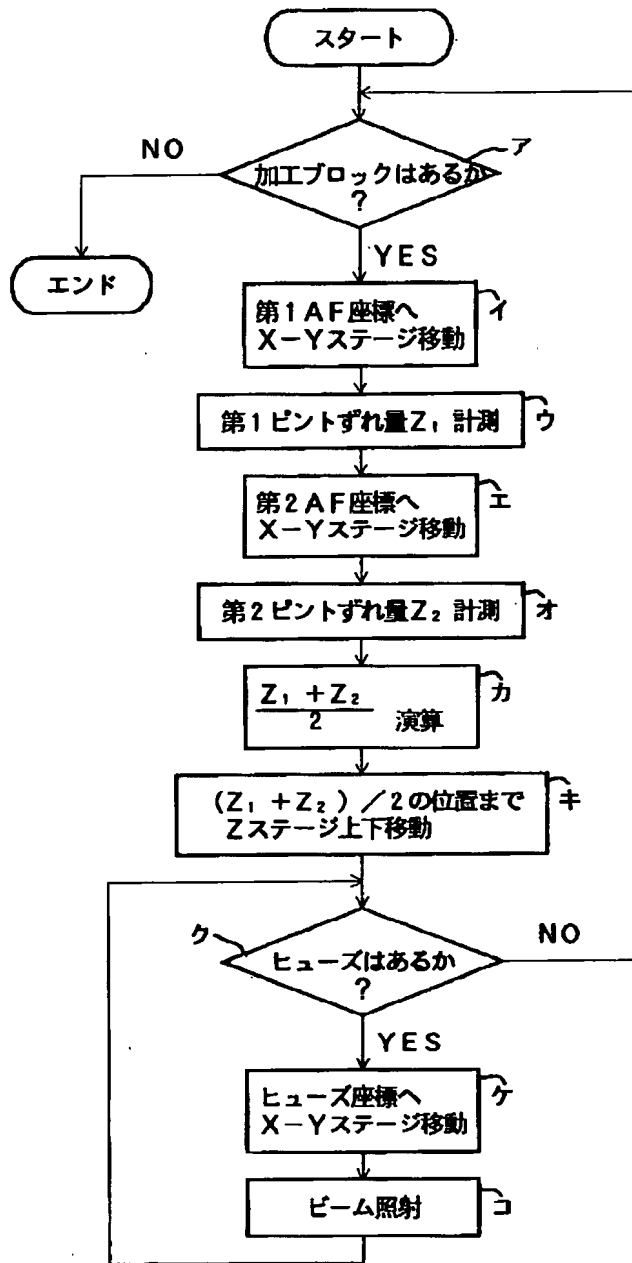 スタート
ア
NO
加工ブロックはあるか
?
YES
エンド
第1AF座標へ
X-Yステージ移動
イ
第1ピントずれ量Z₁ 計測
ウ
第2AF座標へ
X-Yステージ移動
エ
第2ピントずれ量Z₂ 計測
オ
Z₁ +Z₂
2 演算
カ
(Z₁ +Z₂ )/2の位置まで
Zステージ上下移動
キ
ク
NO
ヒューズはあるか
?
YES
ヒューズ座標へ
X-Yステージ移動
ケ
ビーム照射
コ